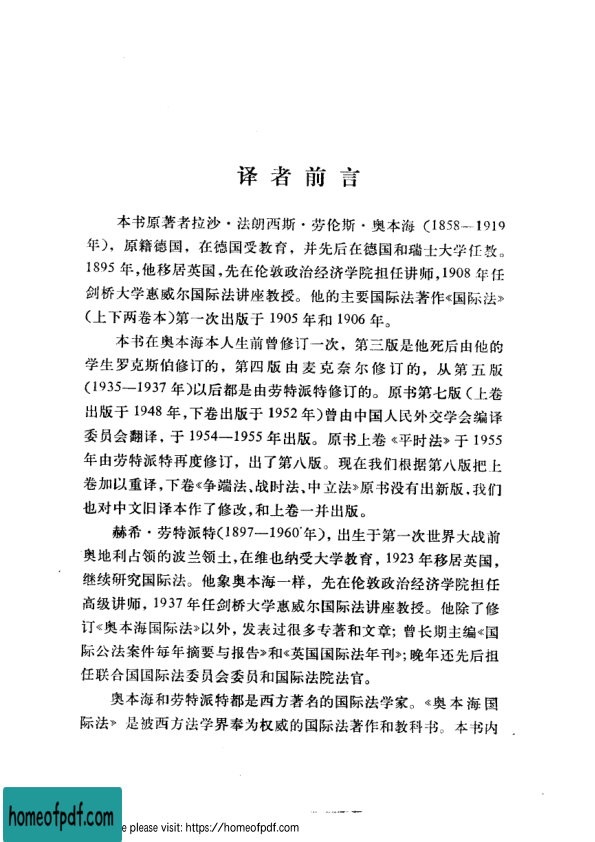 译者前言
本书原著者拉沙·法朗西斯·劳伦斯·奥本海（1858—1919
年），原籍德国，在德国受教育，并先后在德国和瑞士大学任教。
1895年，他移居英国，先在伦敦政治经济学院担任讲师，1908年任
剑桥大学惠威尔国际法讲座教授。他的主要国际法著作《国际法》
（上下两卷本）第一次出版于1905年和1906年。
本书在奥本海本人生前曾修订一次，第三版是他死后由他的
学生罗克斯伯修订的，第四版由麦克奈尔修订的，从第五版
（1935—1937年）以后都是由劳特派特修订的。原书第七版（上卷
出版于1948年，下卷出版于1952年）曾由中国人民外交学会编译
委员会翻译，于1954—1955年出版。原书上卷《平时法》于1955
年由劳特派特再度修订，出了第八版。现在我们根据第八版把上
卷加以重译，下卷《争端法、战时法、中立法》原书没有出新版，我们
也对中文旧译本作了修改，和上卷一并出版。
赫希·劳特派特（1897—1960年），出生于第一次世界大战前
奥地利占领的波兰领土，在维也纳受大学教育，1923年移居英国，
继续研究国际法。他象奥本海一样，先在伦敦政治经济学院担任
高级讲师，1937年任剑桥大学惠威尔国际法讲座教授。他除了修
订《奥本海国际法》以外，发表过很多专著和文章；曾长期主编《国
际公法案件每年摘要与报告》和《英国国际法年刊》；晚年还先后担
任联合国国际法委员会委员和国际法院法官。
奥本海和劳特派特都是西方著名的国际法学家。《奥本海国
际法》是被西方法学界奉为权威的国际法著作和教科书。本书内
homeofpdf.com
e please visit: https://homeofpdf.com